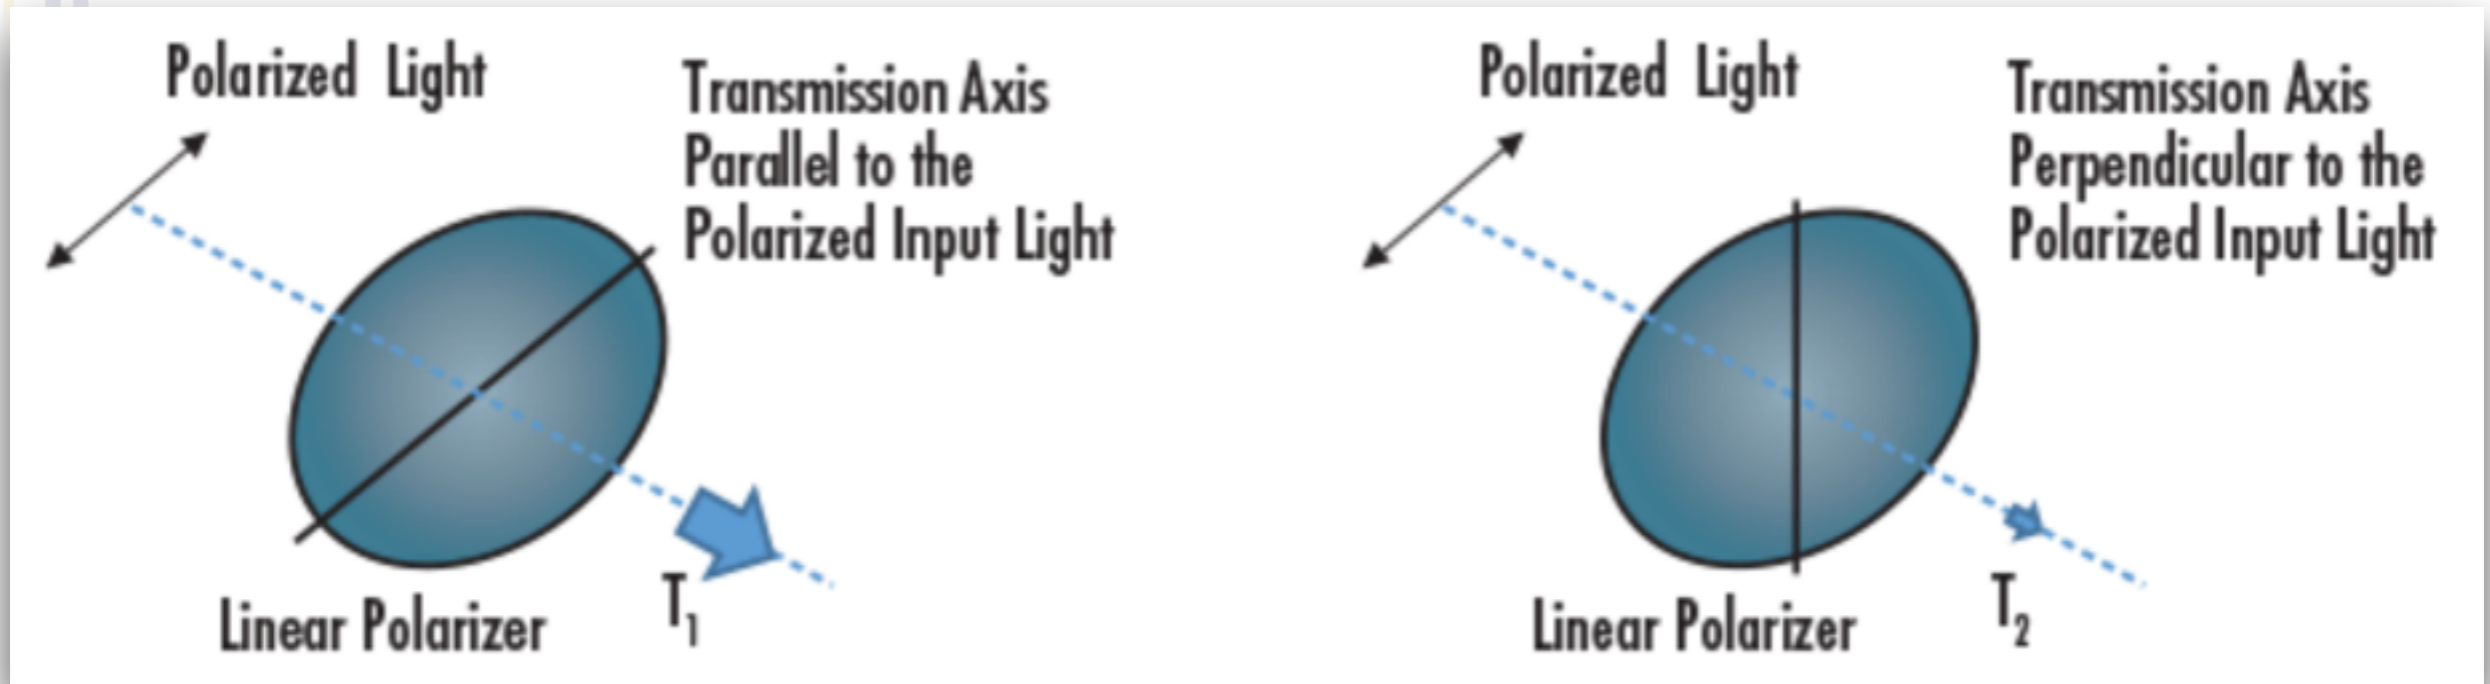 Polarized Light
Transmission Axis
Parallel to the
Polarized Input Light
Linear Polarizer
T1
Polarized Light
Transmission Axis
Perpendicular to the
Polarized Input Light
Linear Polarizer
T2